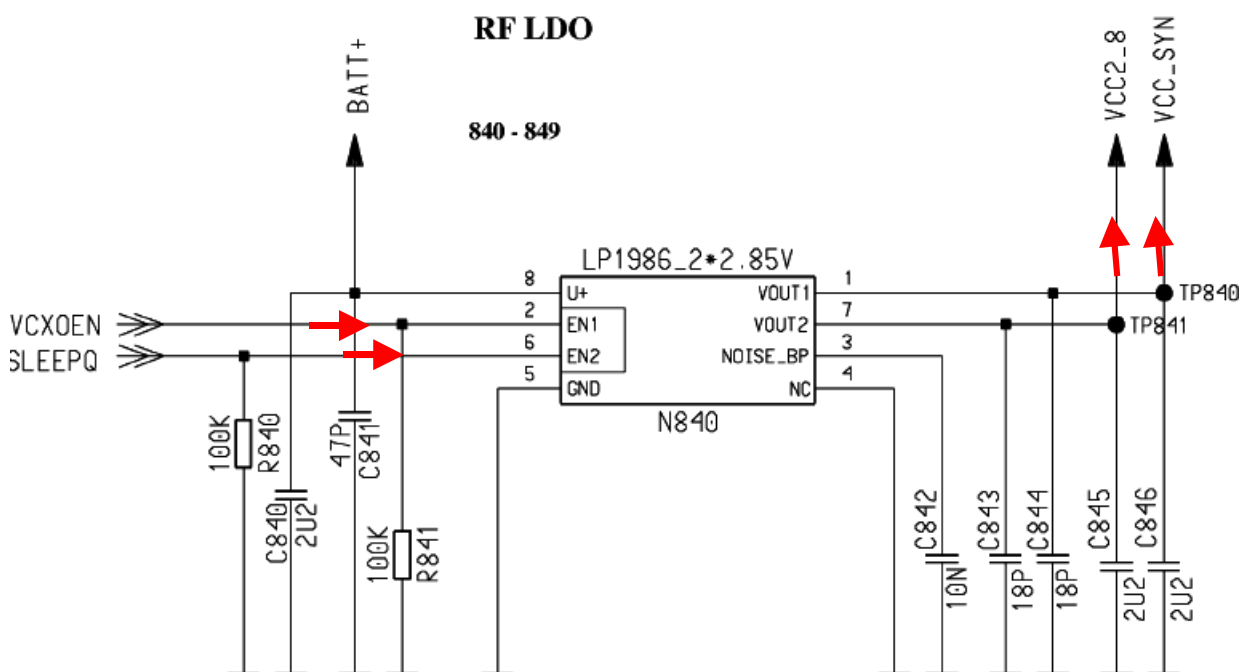 RF LDO
BATT+
VCC2_8
VCC_SYN
840 - 849
LP1986_2*2.85V
8
U+
VOUT1
1
TP840
VCXOEN
2
EN1
VOUT2
7
TP841
SLEEPQ
6
EN2
NOISE_BP
3
5
GND
NC
4
N840
100K
R840
47P
C841
C840
2U2
100K
R841
C842
10N
C843
18P
C844
18P
C845
2U2
C846
2U2